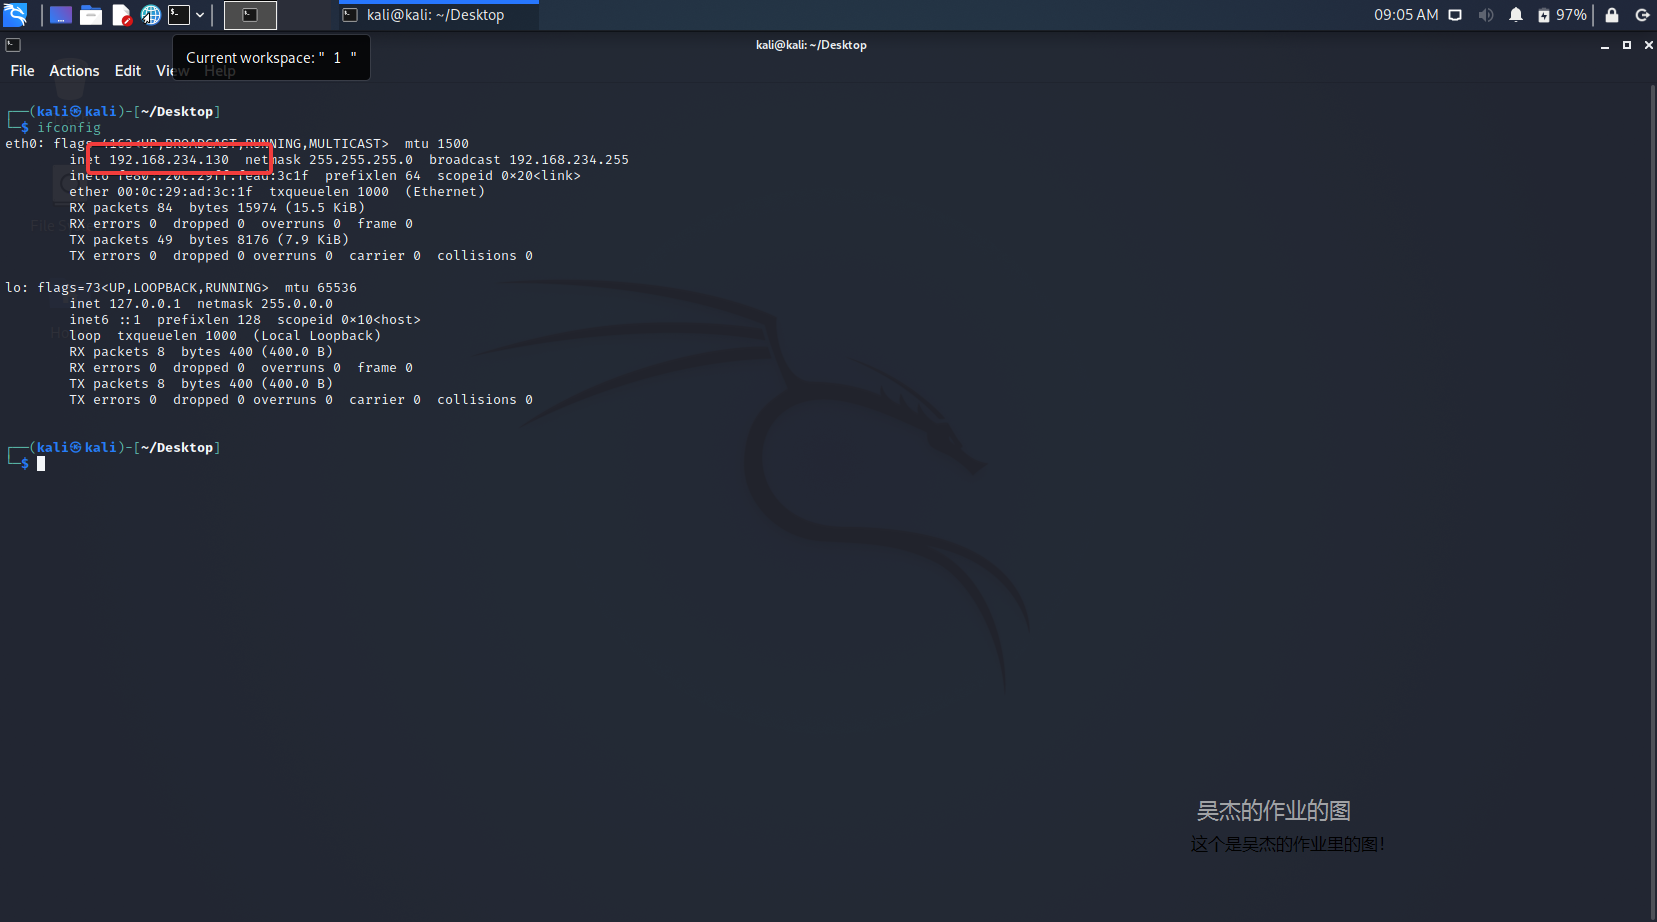 kali@kali: ~/Desktop
09:05 AM
97%
kali@kali: ~/Desktop
Current workspace: " 1 "
File Actions Edit View Help
(kali㉿kali)-[~/Desktop]
$ ifconfig
eth0: flags=4163<UP,BROADCAST,RUNNING,MULTICAST> mtu 1500
inet 192.168.234.130 netmask 255.255.255.0 broadcast 192.168.234.255
inet6 fe80::20c:29ff:fead:3c1f prefixlen 64 scopeid 0×20<link>
ether 00:0c:29:ad:3c:1f txqueuelen 1000 (Ethernet)
RX packets 84 bytes 15974 (15.5 KiB)
RX errors 0 dropped 0 overruns 0 frame 0
TX packets 49 bytes 8176 (7.9 KiB)
TX errors 0 dropped 0 overruns 0 carrier 0 collisions 0
lo: flags=73<UP,LOOPBACK,RUNNING> mtu 65536
inet 127.0.0.1 netmask 255.0.0.0
inet6 ::1 prefixlen 128 scopeid 0×10<host>
loop txqueuelen 1000 (Local Loopback)
RX packets 8 bytes 400 (400.0 B)
RX errors 0 dropped 0 overruns 0 frame 0
TX packets 8 bytes 400 (400.0 B)
TX errors 0 dropped 0 overruns 0 carrier 0 collisions 0
(kali㉿kali)-[~/Desktop]
$
吴杰的作业的图
这个是吴杰的作业里的图!